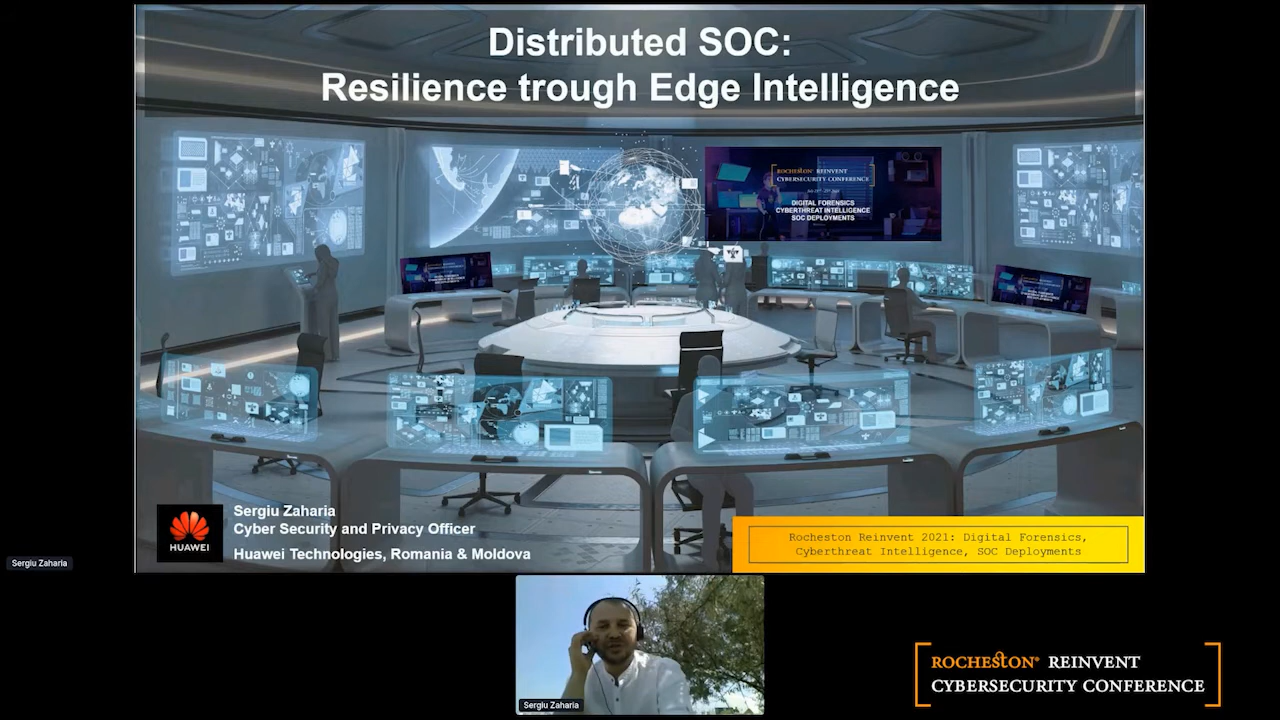 Distributed SOC:
Resilience trough Edge Intelligence
ROCHESTON REINVENT
CYBERSECURITY CONFERENCE
DIGITAL FORENSICS
CYBERTHREAT INTELLIGENCE
SOC DEPLOYMENTS
Sergiu Zaharia
Cyber Security and Privacy Officer
Huawei Technologies, Romania & Moldova
HUAWEI
Rocheston Reinvent 2021: Digital Forensics,
Cyberthreat Intelligence, SOC Deployments
Sergiu Zaharia
Sergiu Zaharia
ROCHESTON® REINVENT
CYBERSECURITY CONFERENCE